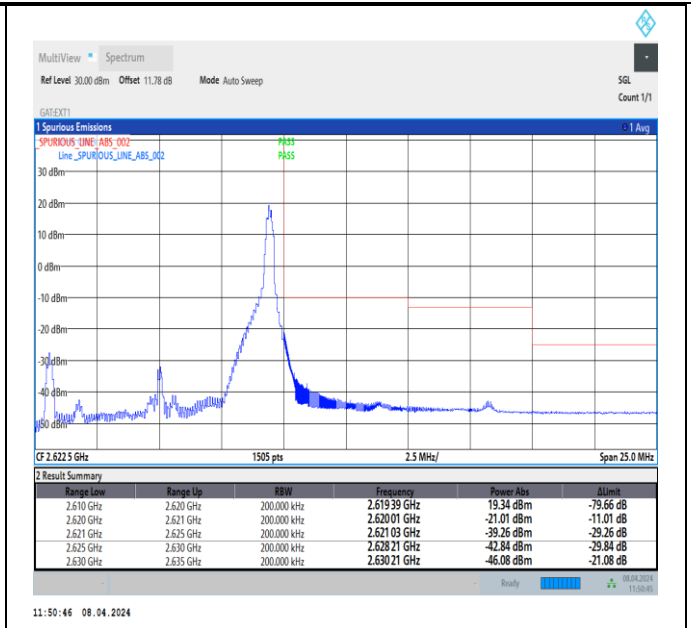 MultiView Spectrum
Ref Level 30.00 dBm Offset 11.78 dB Mode Auto Sweep SGL
Count 1/1
GAT:EXT1
1 Spurious Emissions 1 Avg
_SPURIOUS_LINE_ABS_002 PASS
Line _SPURIOUS_LINE_ABS_002 PASS
30 dBm
20 dBm
10 dBm
0 dBm
-10 dBm
-20 dBm
-30 dBm
-40 dBm
-50 dBm
CF 2.622 5 GHz 1505 pts 2.5 MHz/ Span 25.0 MHz
2 Result Summary
Range Low Range Up RBW Frequency Power Abs ΔLimit
2.610 GHz 2.620 GHz 200.000 kHz 2.619 39 GHz 19.34 dBm -79.66 dB
2.620 GHz 2.621 GHz 200.000 kHz 2.620 01 GHz -21.01 dBm -11.01 dB
2.621 GHz 2.625 GHz 200.000 kHz 2.621 03 GHz -39.26 dBm -29.26 dB
2.625 GHz 2.630 GHz 200.000 kHz 2.628 21 GHz -42.84 dBm -29.84 dB
2.630 GHz 2.635 GHz 200.000 kHz 2.630 21 GHz -46.08 dBm -21.08 dB
Ready 08.04.2024
11:50:45
11:50:46 08.04.2024